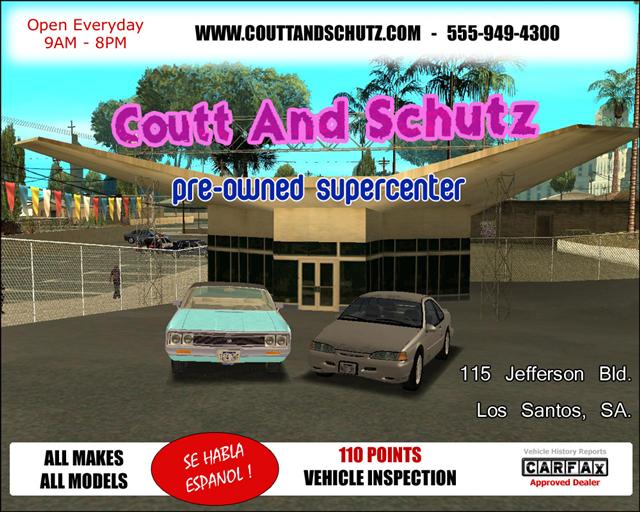 Open Everyday
9AM - 8PM
WWW.COUTTANDSCHUTZ.COM - 555-949-4300
Coutt And Schutz
pre-owned supercenter
115 Jefferson Bld.
Los Santos, SA.
ALL MAKES
ALL MODELS
SE HABLA
ESPANOL !
110 POINTS
VEHICLE INSPECTION
Vehicle History Reports
CARFAX
Approved Dealer